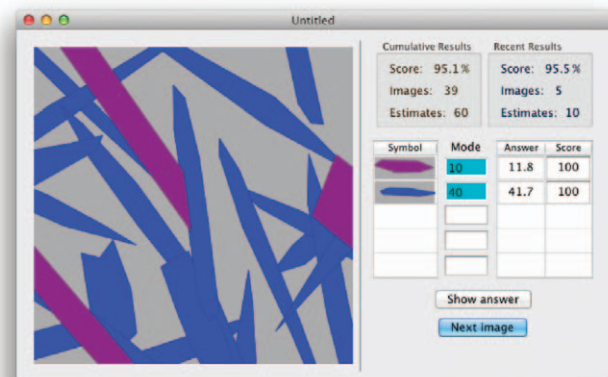 Untitled
Cumulative Results Recent Results
Score: 95.1% Score: 95.5%
Images: 39 Images: 5
Estimates: 60 Estimates: 10
Symbol Mode Answer Score
10 11.8 100
40 41.7 100
Show answer
Next image